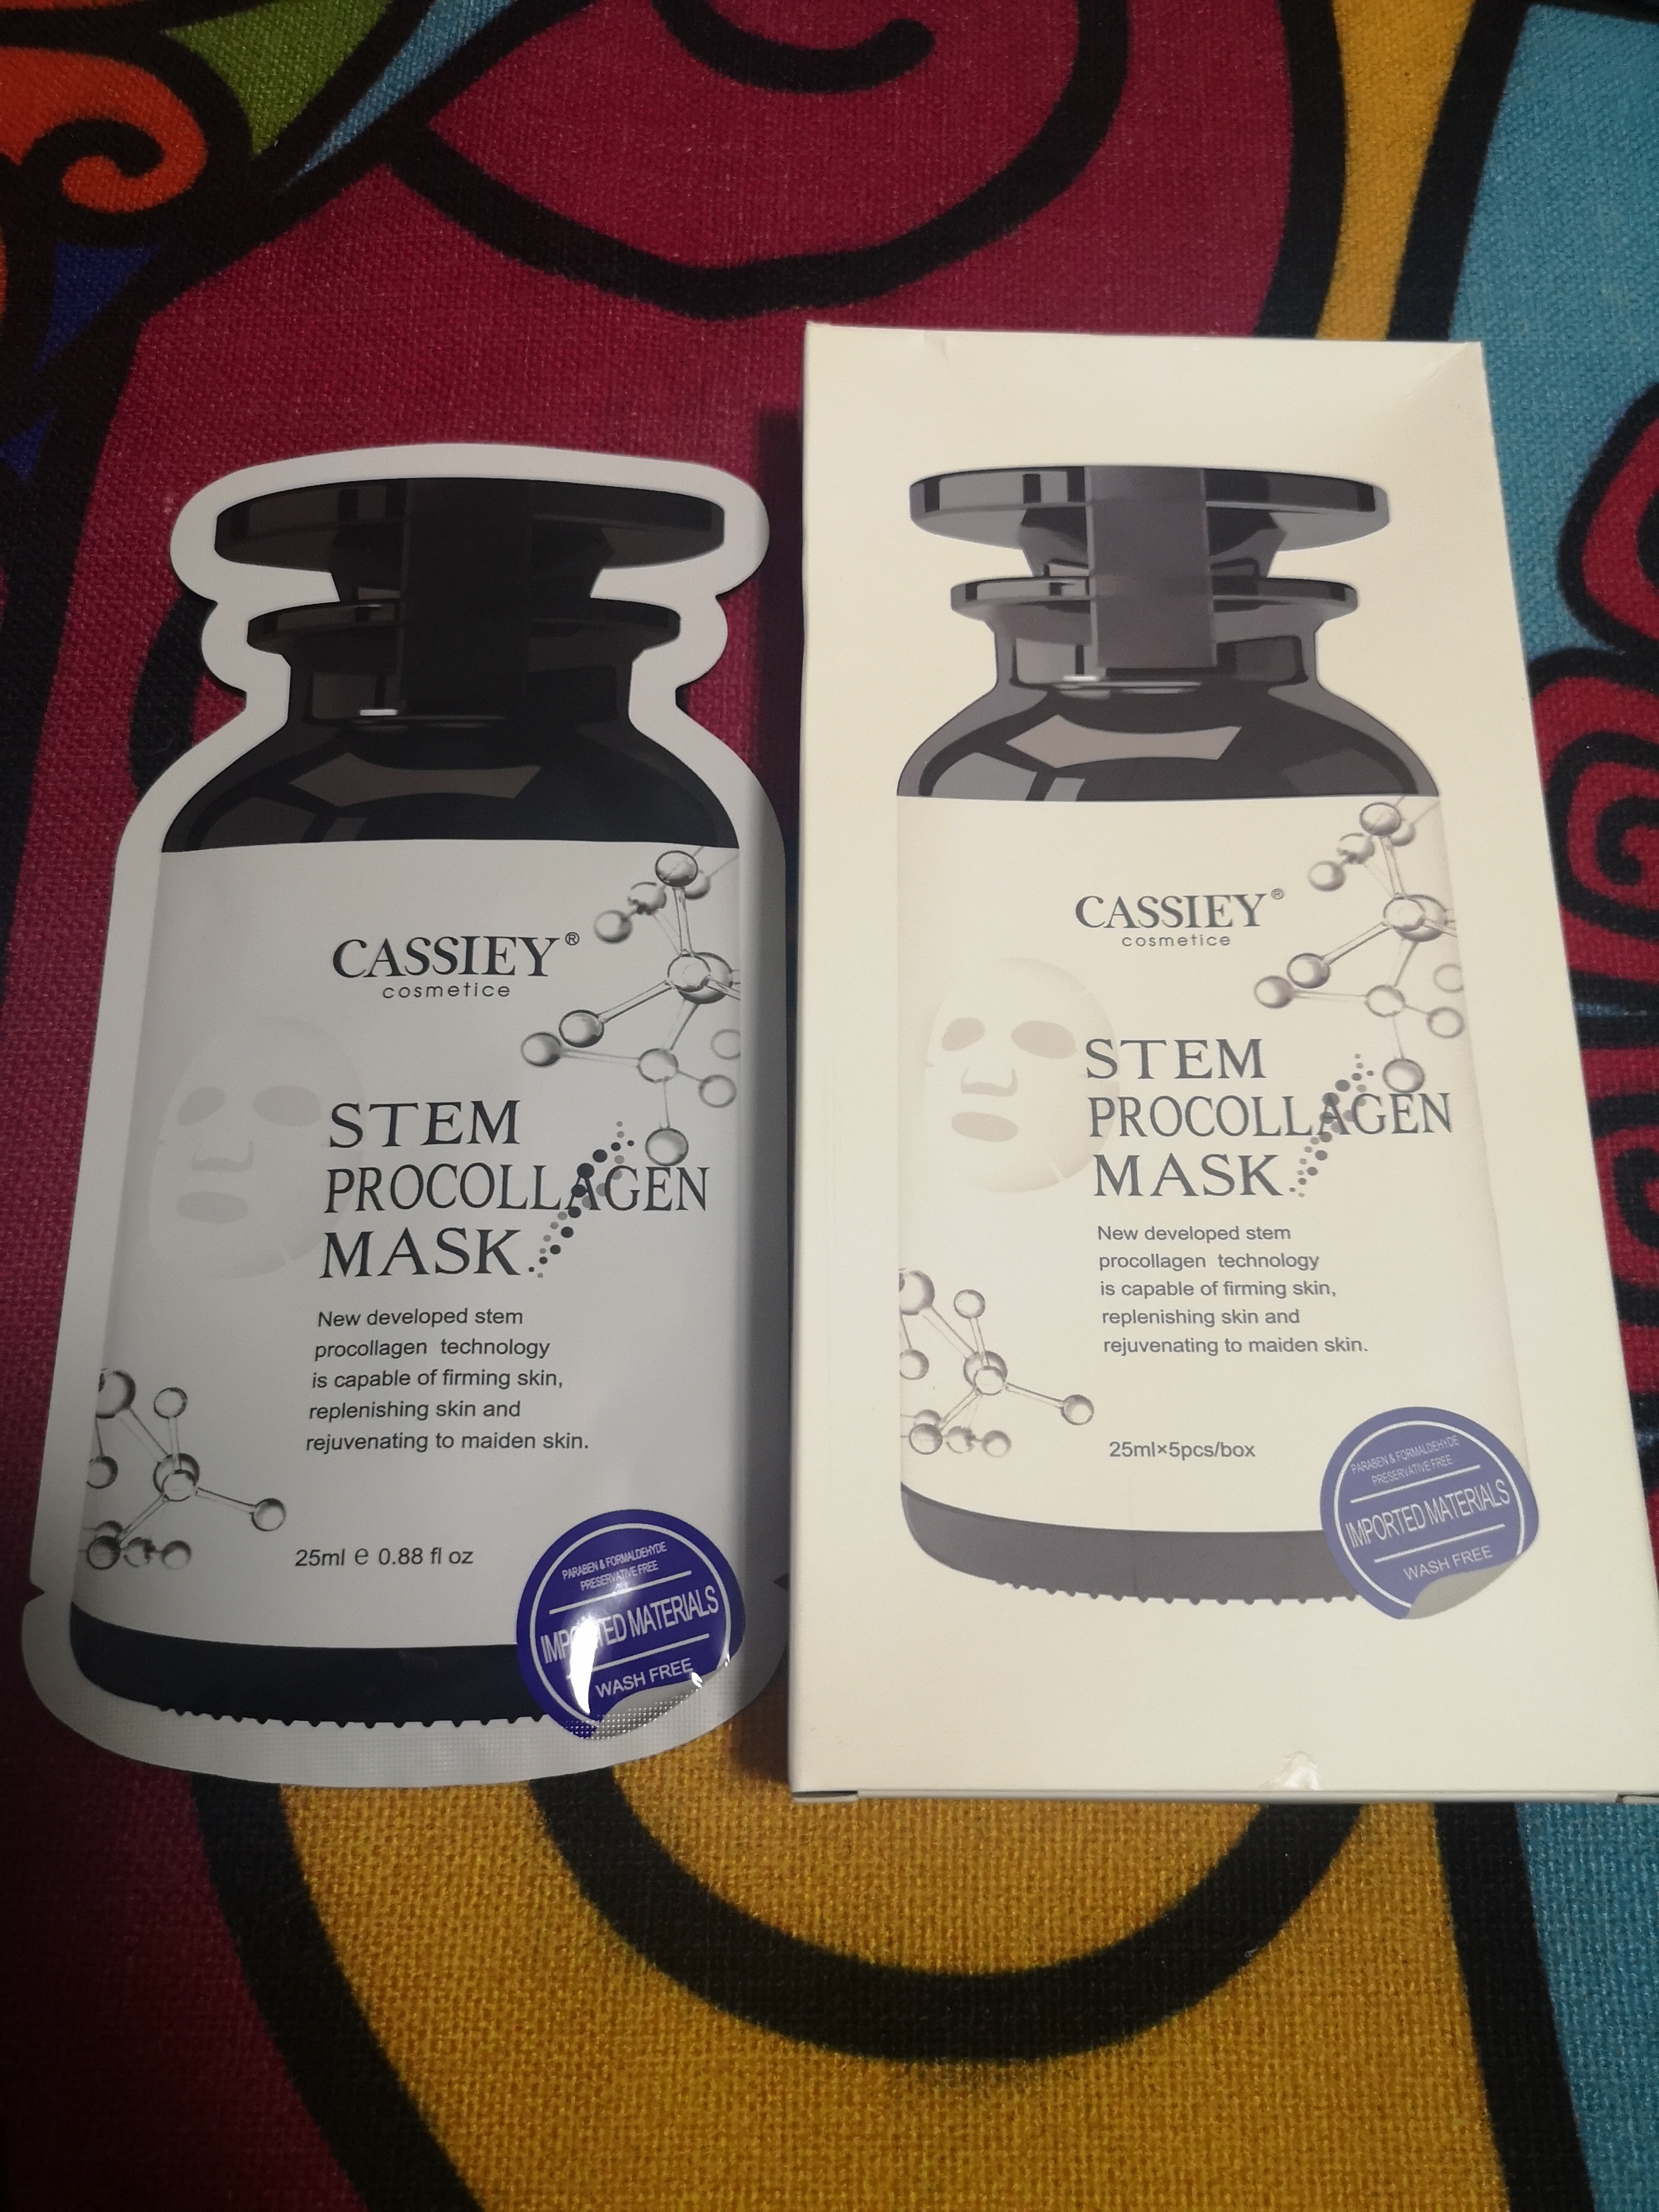 CASSIEY®
cosmetice
STEM
PROCOLLAGEN
MASK
New developed stem
procollagen technology
is capable of firming skin,
replenishing skin and
rejuvenating to maiden skin.
25ml ℮ 0.88 fl oz
PARABEN & FORMALDEHYDE
PRESERVATIVE FREE
IMPORTED MATERIALS
WASH FREE
CASSIEY®
cosmetice
STEM
PROCOLLAGEN
MASK
New developed stem
procollagen technology
is capable of firming skin,
replenishing skin and
rejuvenating to maiden skin.
25ml×5pcs/box
PARABEN & FORMALDEHYDE
PRESERVATIVE FREE
IMPORTED MATERIALS
WASH FREE